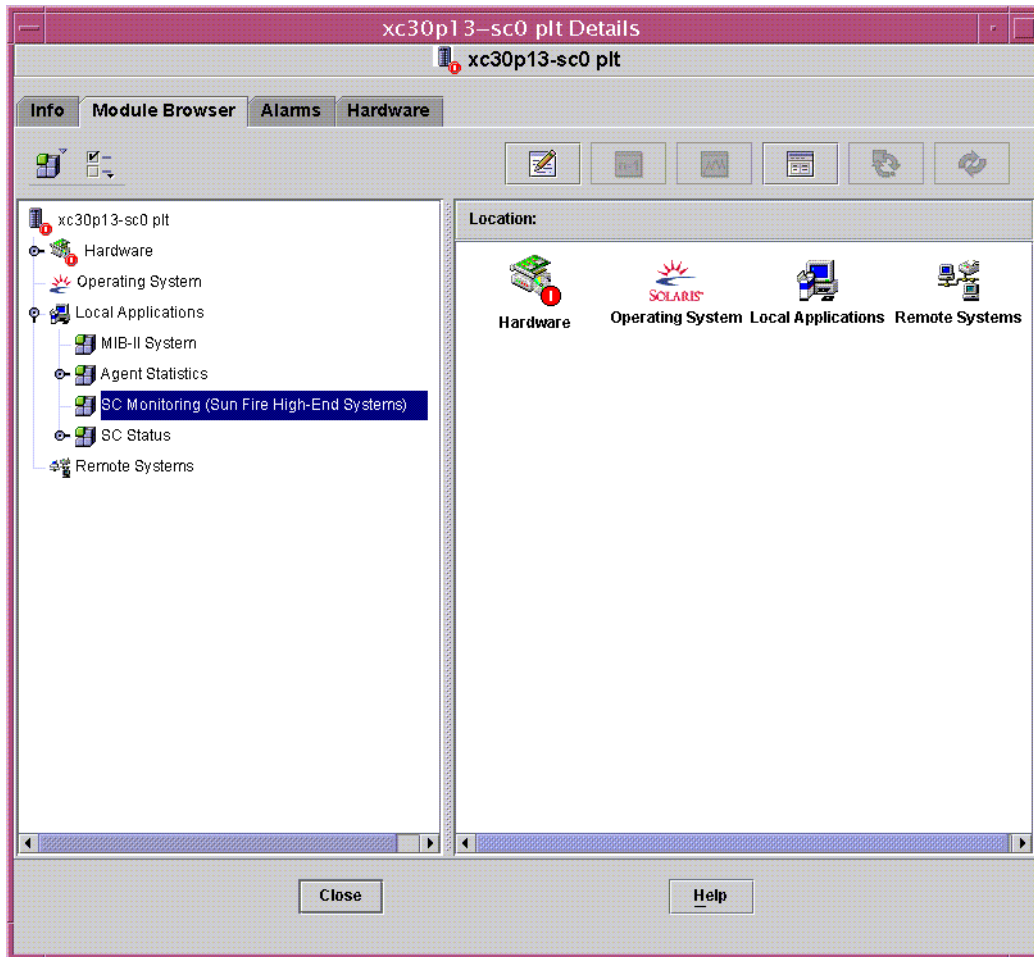 xc30p13-sc0 plt Details
xc30p13-sc0 plt
Info Module Browser Alarms Hardware
xc30p13-sc0 plt
Hardware
Operating System
Local Applications
MIB-II System
Agent Statistics
SC Monitoring (Sun Fire High-End Systems)
SC Status
Remote Systems
Location:
SOLARIS
Hardware Operating System Local Applications Remote Systems
Close Help